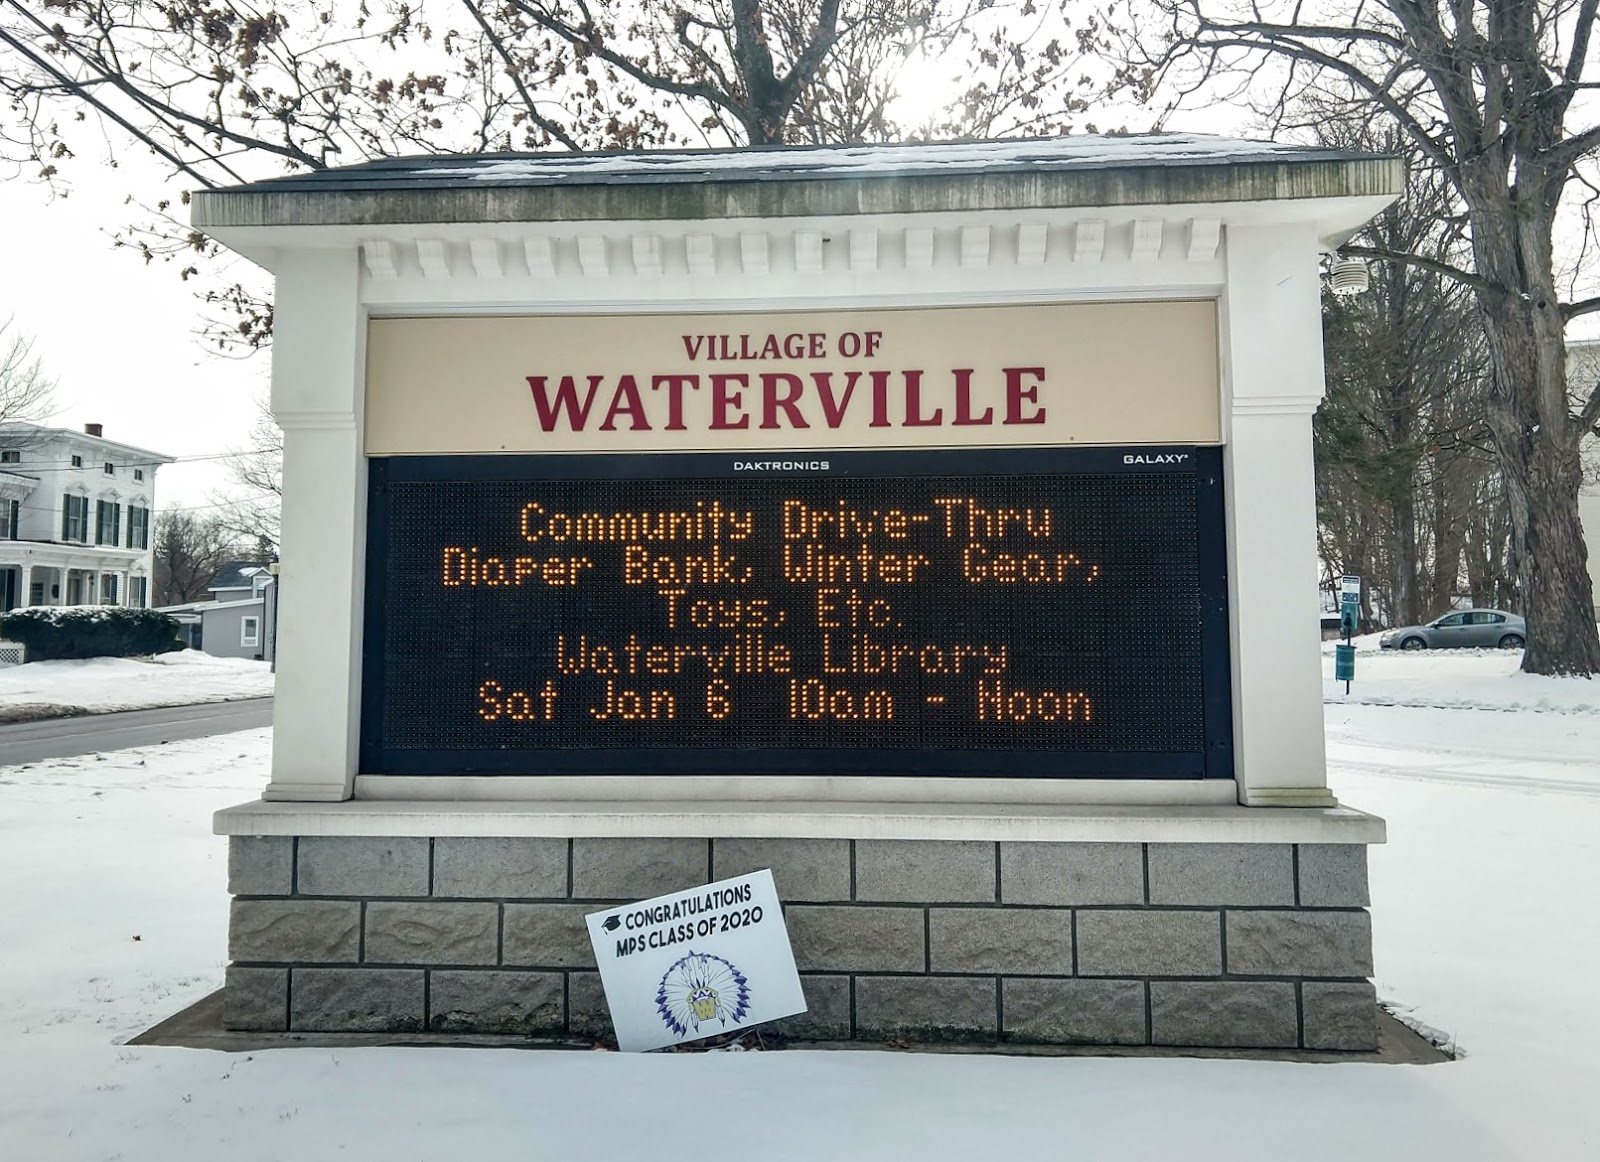 VILLAGE OF
WATERVILLE
DAKTRONICS GALAXY®
Community Drive-Thru
Diaper Bank, Winter Gear,
Toys, Etc.
Waterville Library
Sat Jan 6 10am - Noon
CONGRATULATIONS
MPS CLASS OF 2020
W